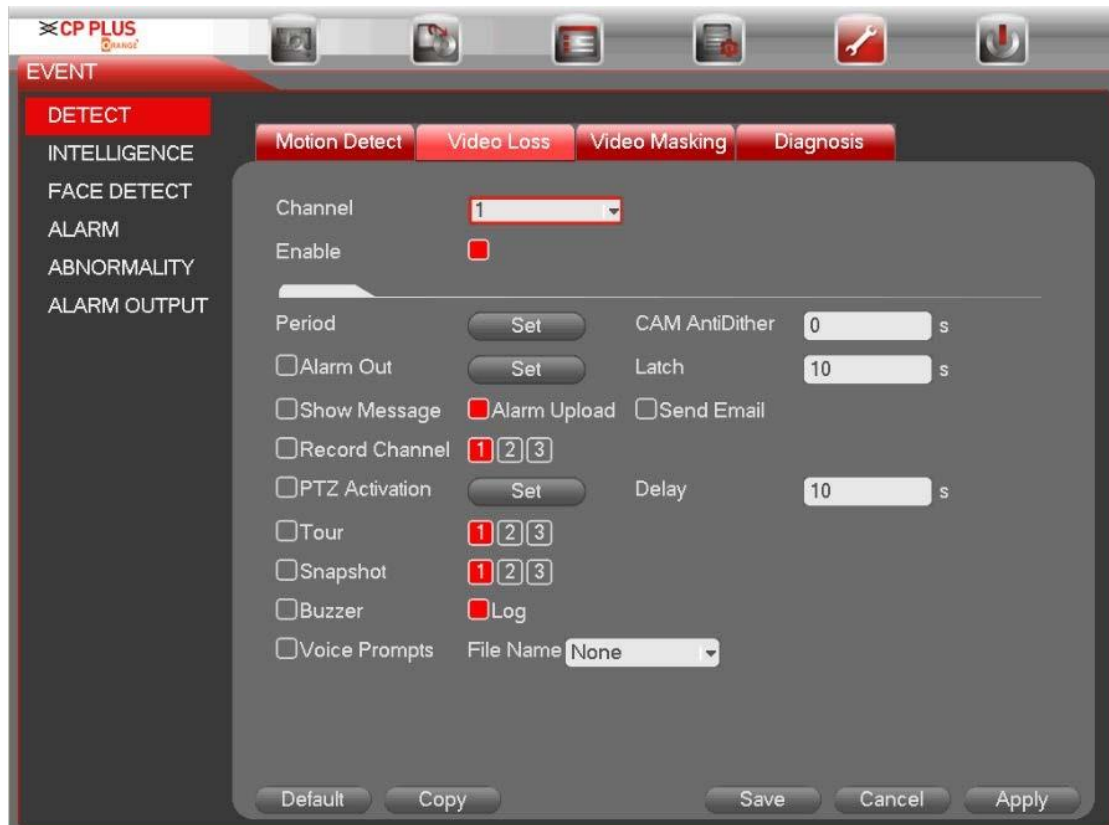 CP PLUS
ORANGE
EVENT
DETECT
INTELLIGENCE
FACE DETECT
ALARM
ABNORMALITY
ALARM OUTPUT
Motion Detect Video Loss Video Masking Diagnosis
Channel 1
Enable
Period Set CAM AntiDither 0 s
Alarm Out Set Latch 10 s
Show Message Alarm Upload Send Email
Record Channel 1 2 3
PTZ Activation Set Delay 10 s
Tour 1 2 3
Snapshot 1 2 3
Buzzer Log
Voice Prompts File Name None
Default Copy Save Cancel Apply